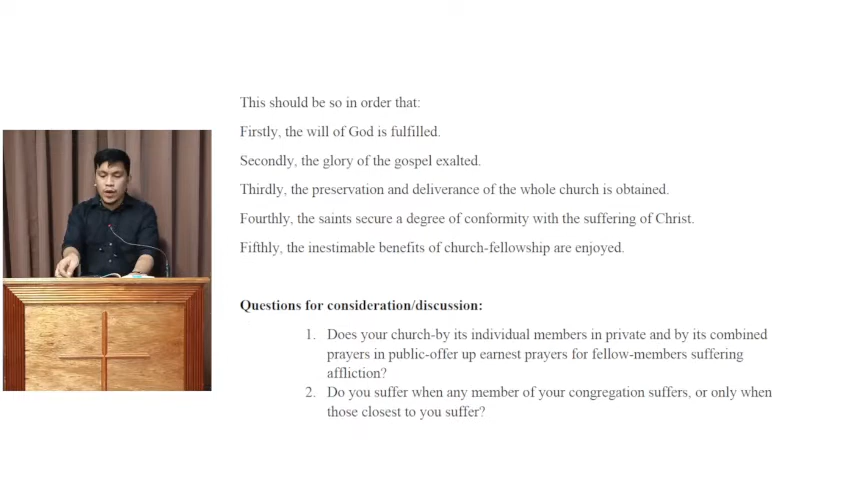 This should be so in order that:
Firstly, the will of God is fulfilled.
Secondly, the glory of the gospel exalted.
Thirdly, the preservation and deliverance of the whole church is obtained.
Fourthly, the saints secure a degree of conformity with the suffering of Christ.
Fifthly, the inestimable benefits of church-fellowship are enjoyed.
Questions for consideration/discussion:
1. Does your church-by its individual members in private and by its combined
prayers in public-offer up earnest prayers for fellow-members suffering
affliction?
2. Do you suffer when any member of your congregation suffers, or only when
those closest to you suffer?